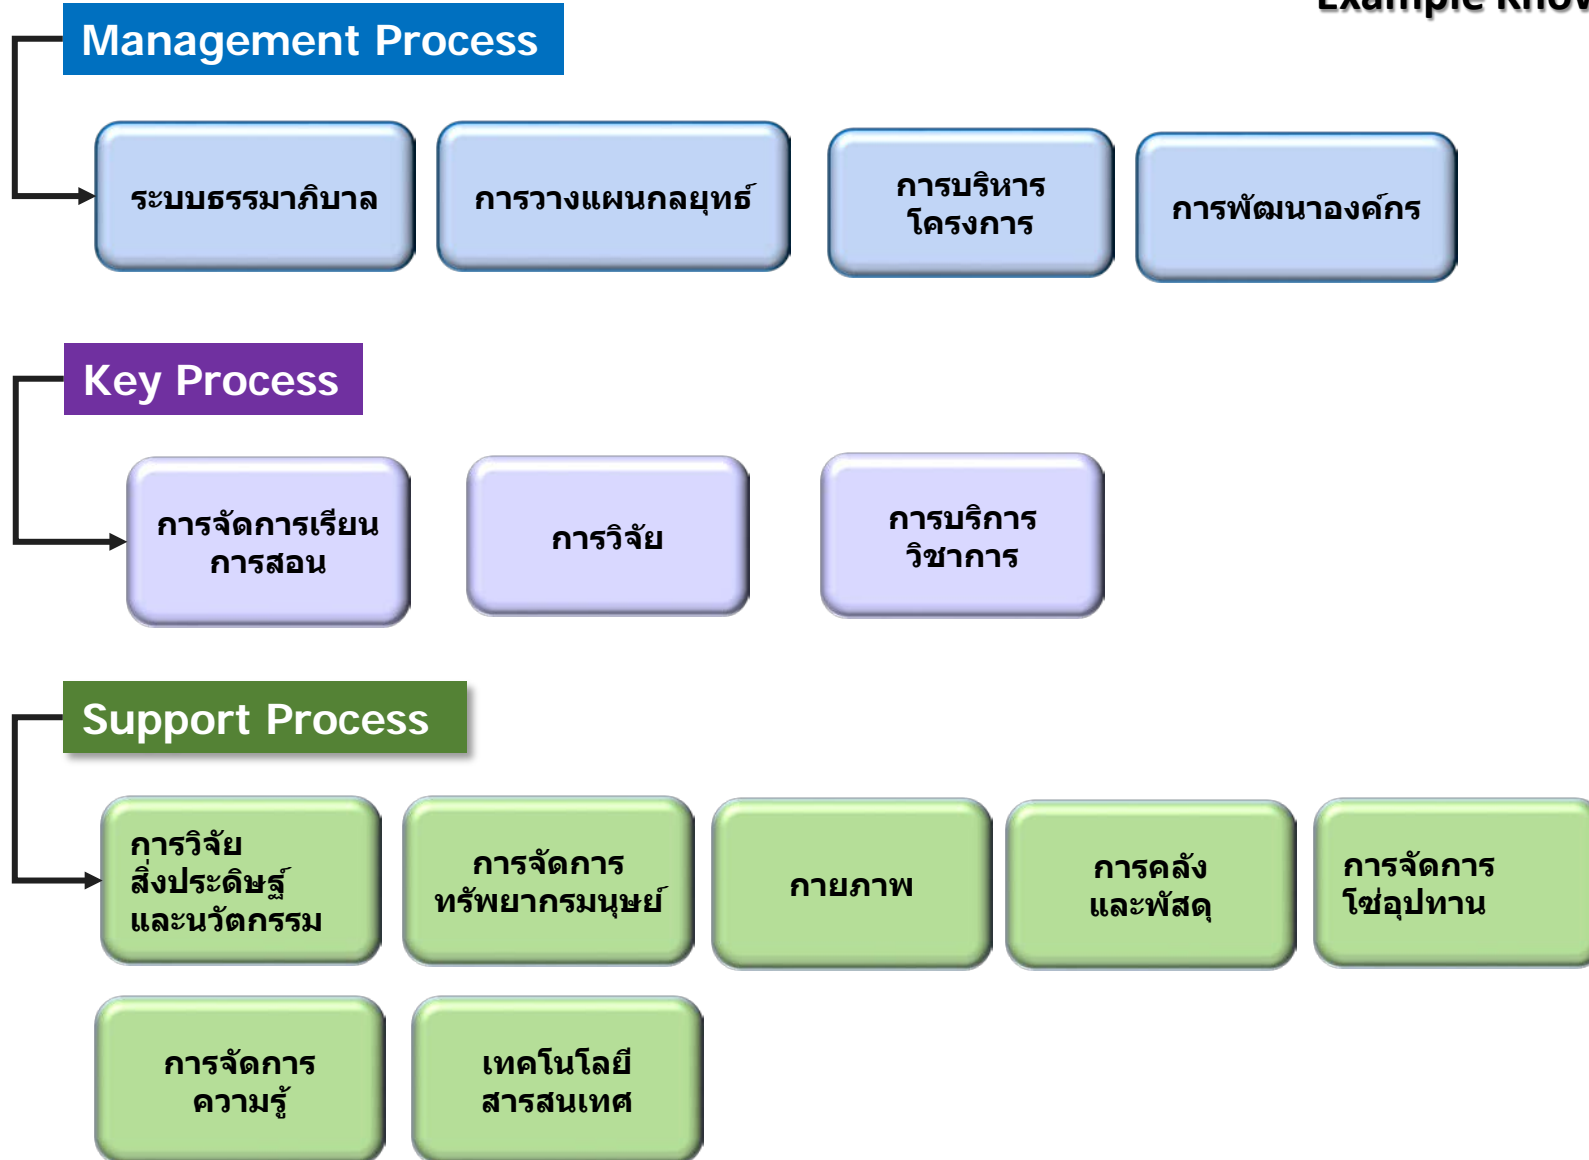 Example Know
Management Process
ระบบธรรมาภิบาล
การวางแผนกลยุทธ์
การบริหาร
โครงการ
การพัฒนาองค์กร
Key Process
การจัดการเรียน
การสอน
การวิจัย
การบริการ
วิชาการ
Support Process
การวิจัย
สิ่งประดิษฐ์
และนวัตกรรม
การจัดการ
ทรัพยากรมนุษย์
กายภาพ
การคลัง
และพัสดุ
การจัดการ
โซ่อุปทาน
การจัดการ
ความรู้
เทคโนโลยี
สารสนเทศ